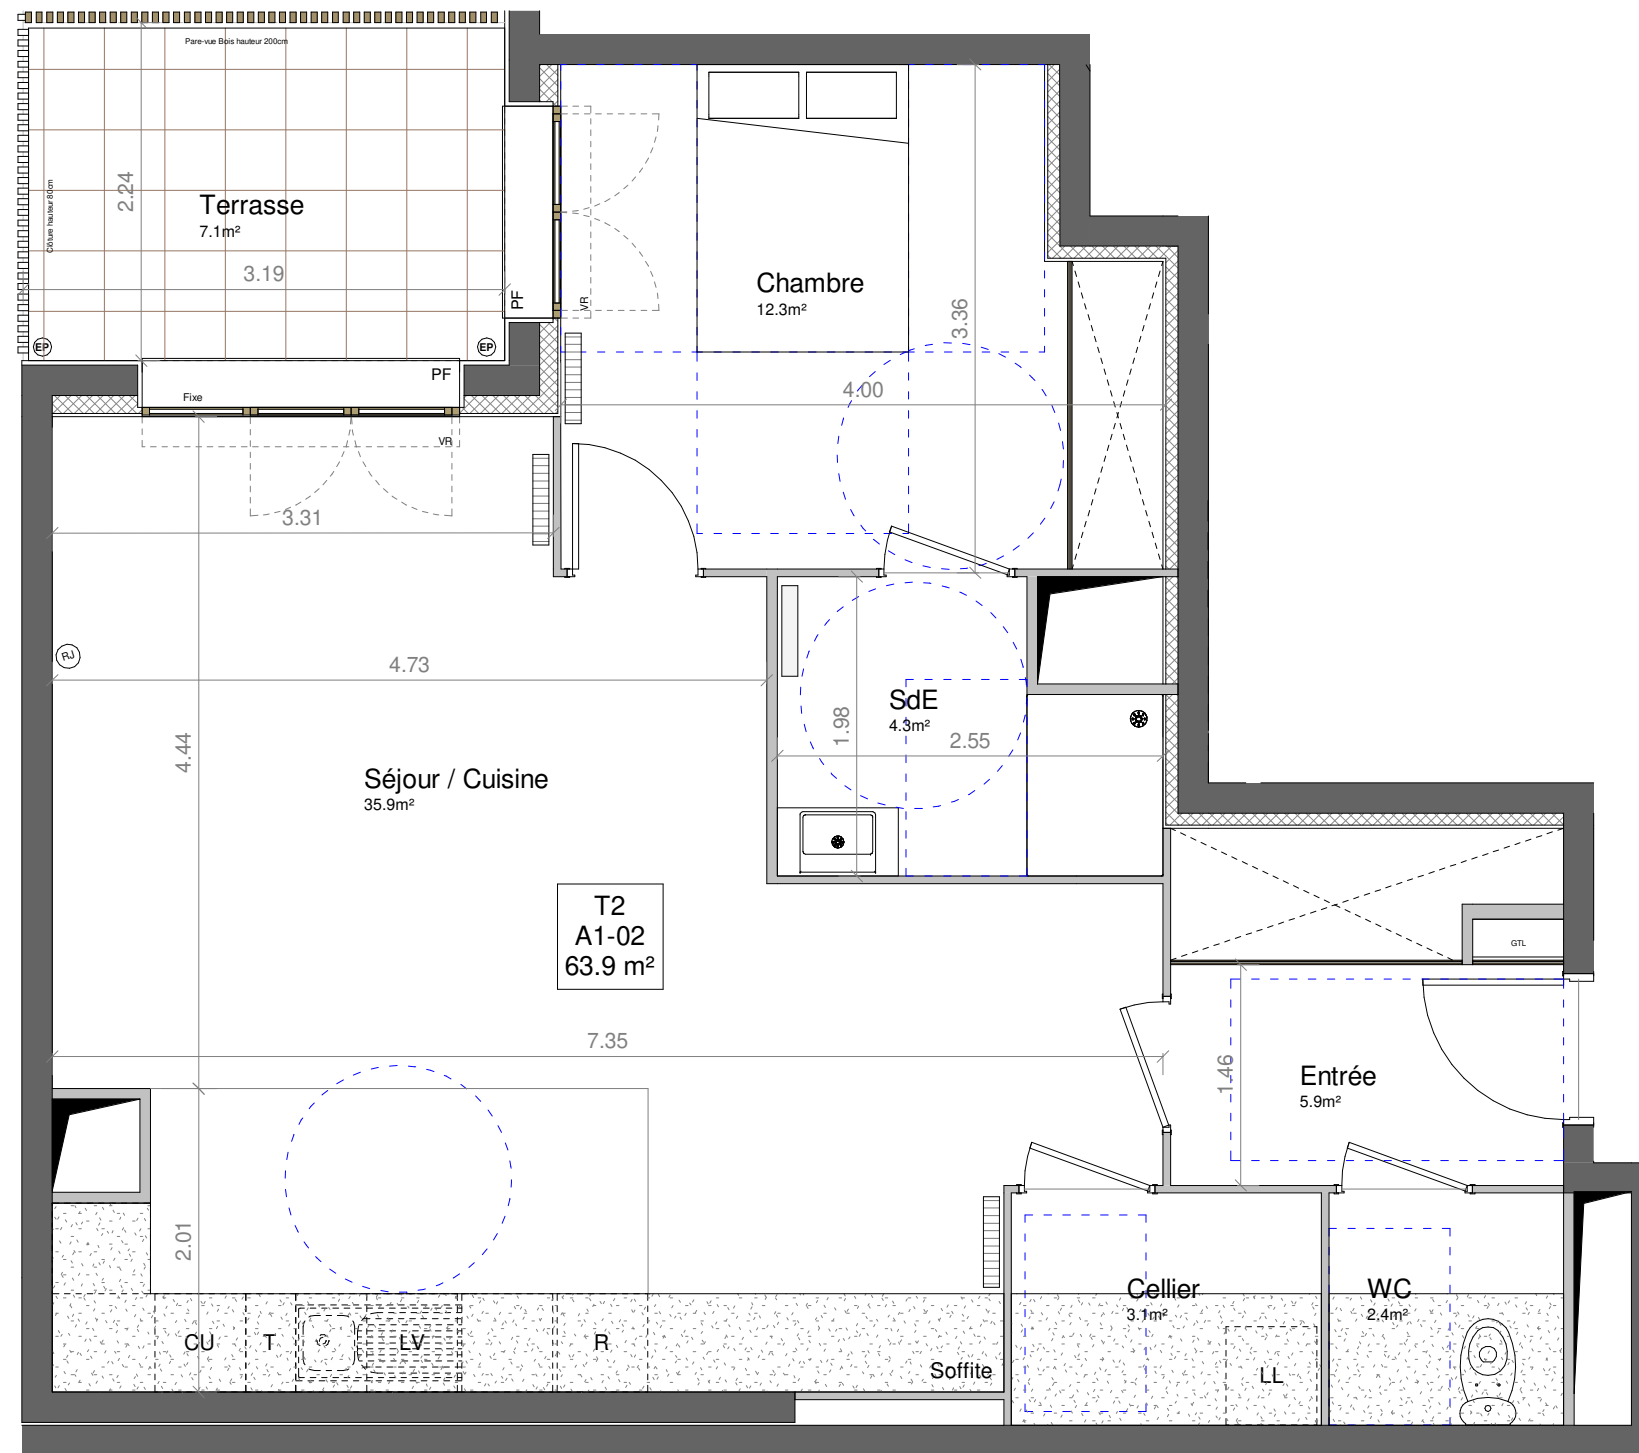 Pare-vue Bois hauteur 200cm
Clôture hauteur 80cm
2.24
Terrasse
7.1m²
3.19
EP
EP
PF
PF
VR
Fixe
VR
Chambre
12.3m²
3.36
4.00
3.31
RJ
4.73
4.44
Séjour / Cuisine
35.9m²
SdE
4.3m²
1.98
2.55
T2
A1-02
63.9 m²
GTL
7.35
1.46
Entrée
5.9m²
2.01
CU
T
LV
R
Soffite
Cellier
3.1m²
LL
WC
2.4m²